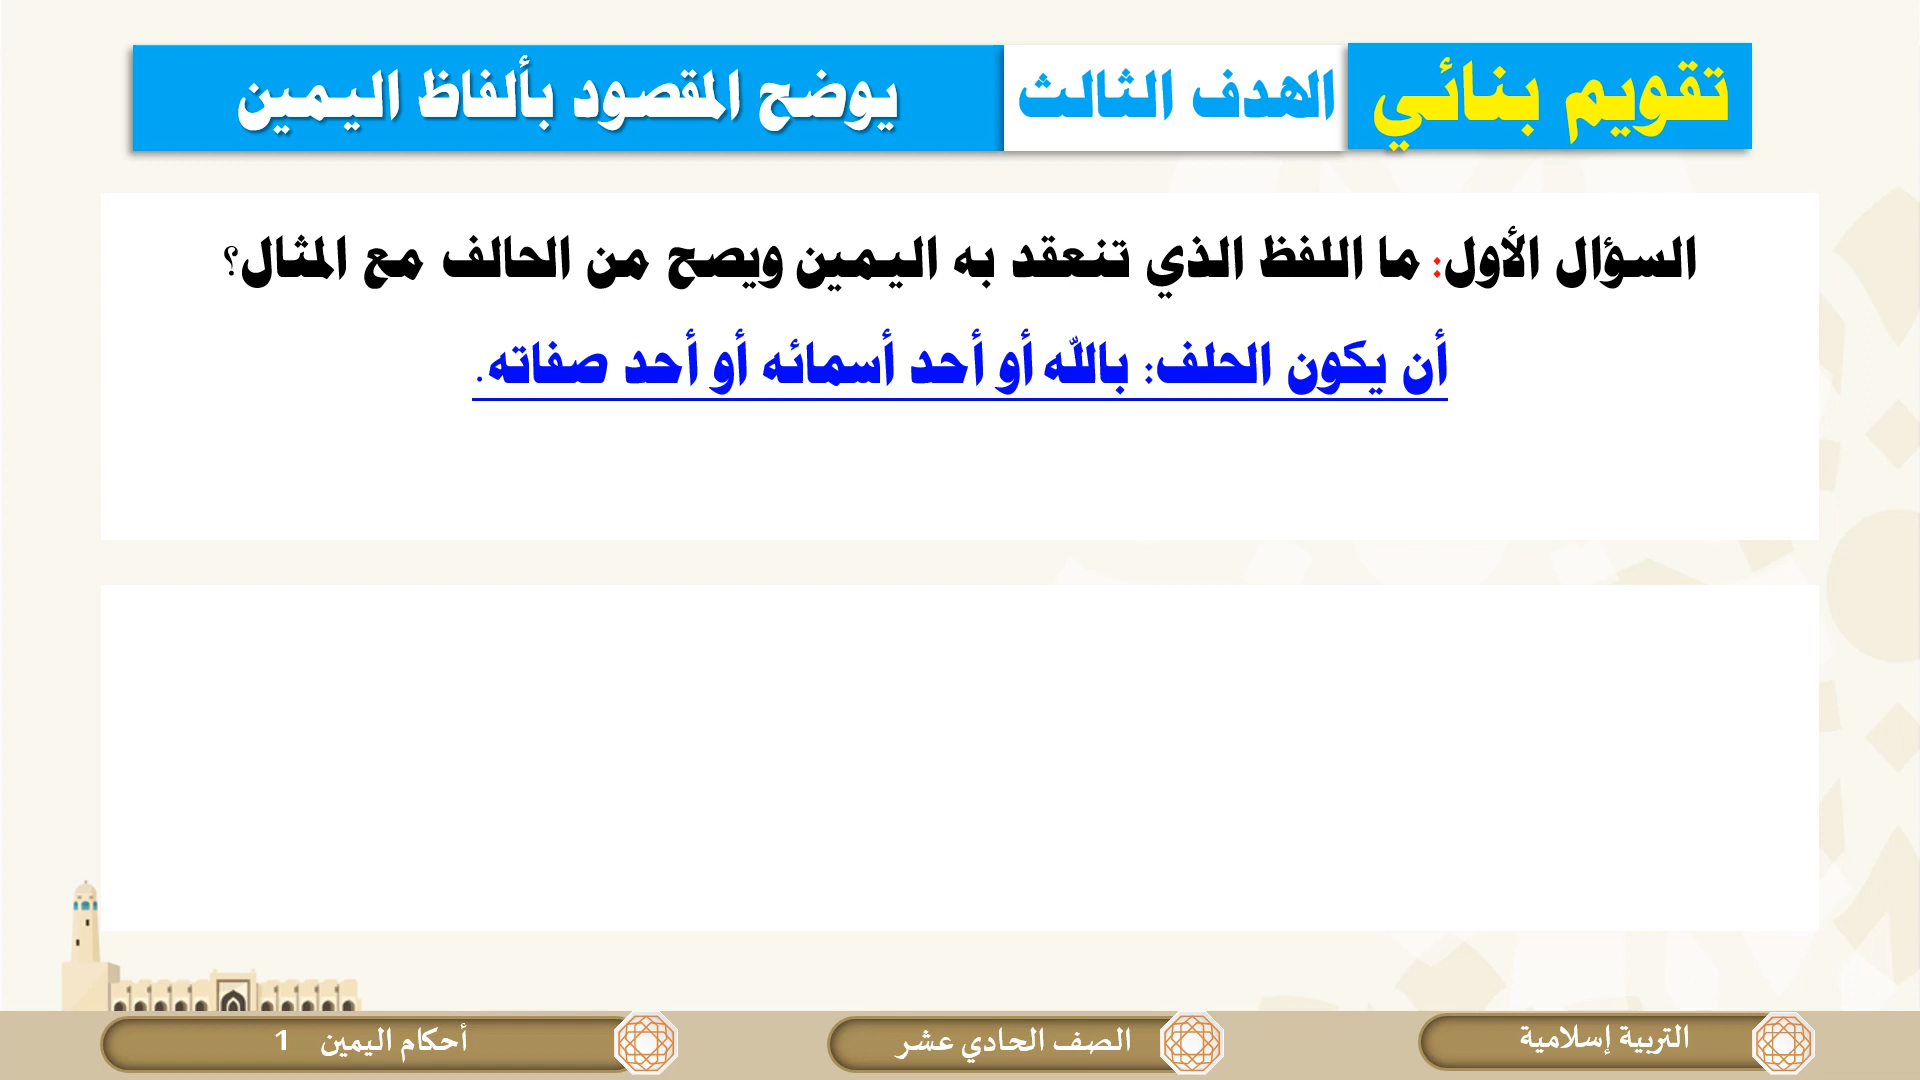 تقويم بنائي
الهدف الثالث
يوضح المقصود بألفاظ اليمين
السؤال الأول: ما اللفظ الذي تنعقد به اليمين ويصح من الحالف مع المثال؟
أن يكون الحلف: بالله أو أحد أسمائه أو أحد صفاته.
التربية إسلامية
الصف الحادي عشر
أحكام اليمين 1